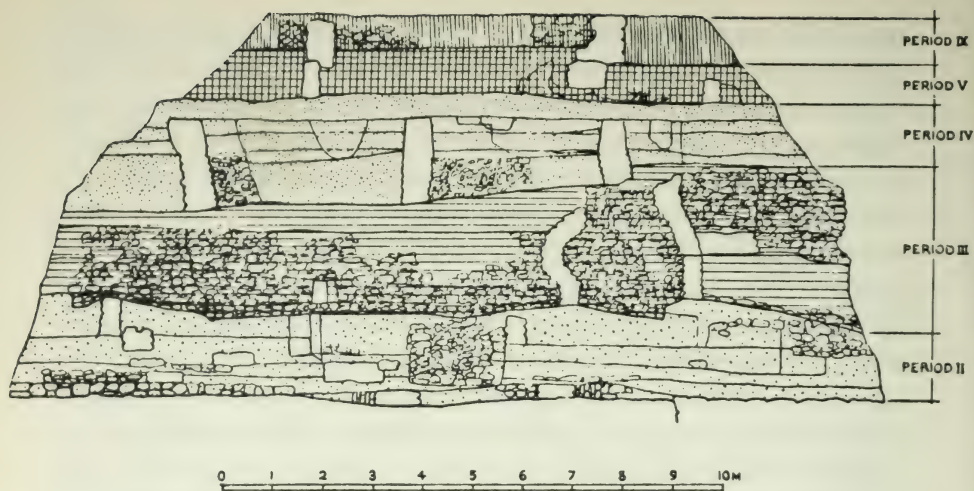 PERIOD IX
PERIOD V
PERIOD IV
PERIOD III
PERIOD II
0 1 2 3 4 5 6 7 8 9 10 M